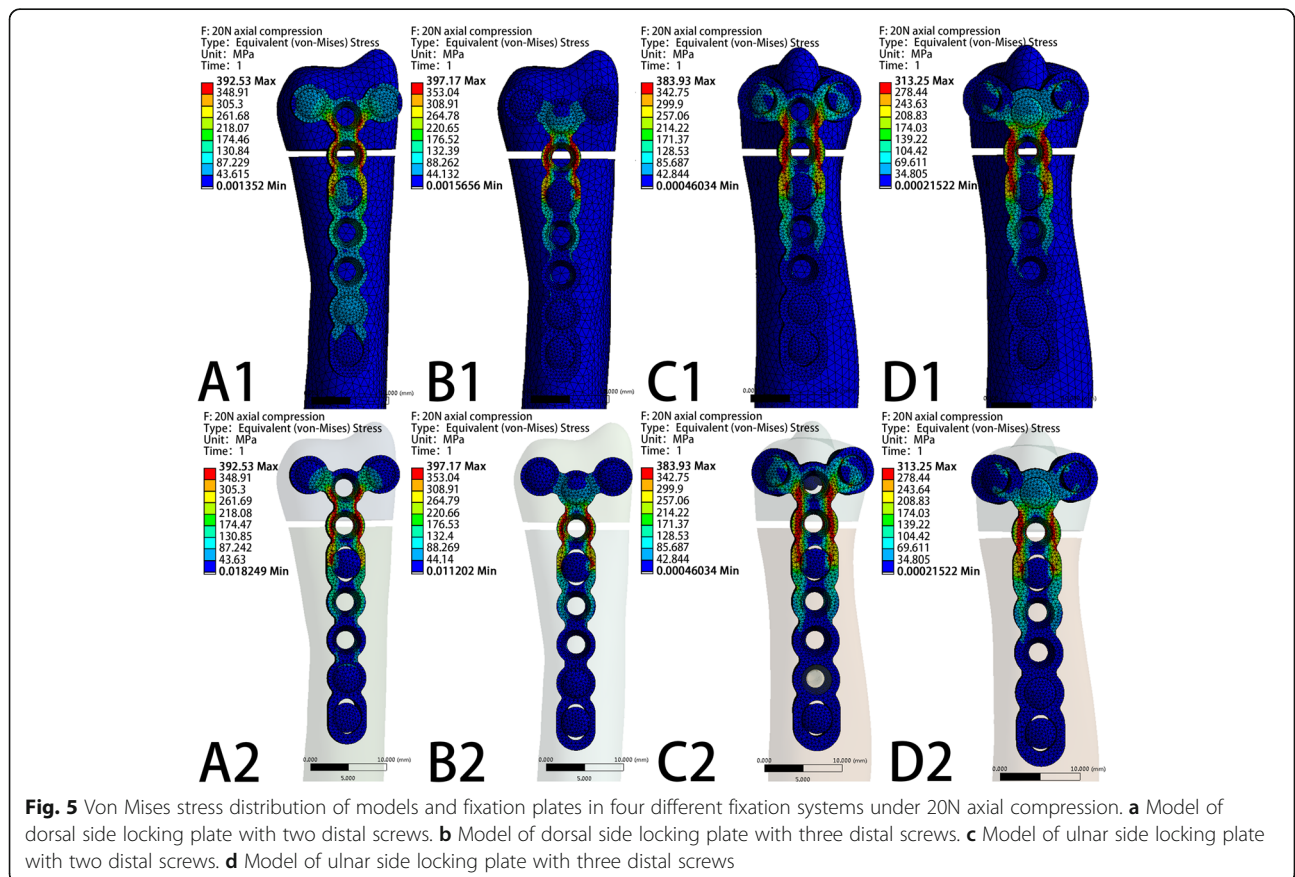 F: 20N axial compression
Type: Equivalent (von-Mises) Stress
Unit: MPa
Time: 1
392.53 Max
348.91
305.3
261.68
218.07
174.46
130.84
87.229
43.615
0.001352 Min
A1
F: 20N axial compression
Type: Equivalent (von-Mises) Stress
Unit: MPa
Time: 1
397.17 Max
353.04
308.91
264.78
220.65
176.52
132.39
88.262
44.132
0.0015656 Min
B1
F: 20N axial compression
Type: Equivalent (von-Mises) Stress
Unit: MPa
Time: 1
383.93 Max
342.75
299.9
257.06
214.22
171.37
128.53
85.687
42.844
0.00046034 Min
C1
F: 20N axial compression
Type: Equivalent (von-Mises) Stress
Unit: MPa
Time: 1
313.25 Max
278.44
243.63
208.83
174.03
139.22
104.42
69.611
34.805
0.00021522 Min
D1
F: 20N axial compression
Type: Equivalent (von-Mises) Stress
Unit: MPa
Time: 1
392.53 Max
348.91
305.3
261.69
218.08
174.47
130.85
87.242
43.63
0.018249 Min
A2
0.000 10.000 (mm)
5.000
F: 20N axial compression
Type: Equivalent (von-Mises) Stress
Unit: MPa
Time: 1
397.17 Max
353.04
308.91
264.79
220.66
176.53
132.4
88.269
44.14
0.011202 Min
B2
0.000 10.000 (mm)
5.000
F: 20N axial compression
Type: Equivalent (von-Mises) Stress
Unit: MPa
Time: 1
383.93 Max
342.75
299.9
257.06
214.22
171.37
128.53
85.687
42.844
0.00046034 Min
C2
0.000 10.000 (mm)
5.000
F: 20N axial compression
Type: Equivalent (von-Mises) Stress
Unit: MPa
Time: 1
313.25 Max
278.44
243.64
208.83
174.03
139.22
104.42
69.611
34.805
0.00021522 Min
D2
0.000 10.000 (mm)
5.000
Fig. 5 Von Mises stress distribution of models and fixation plates in four different fixation systems under 20N axial compression. a Model of
dorsal side locking plate with two distal screws. b Model of dorsal side locking plate with three distal screws. c Model of ulnar side locking plate
with two distal screws. d Model of ulnar side locking plate with three distal screws